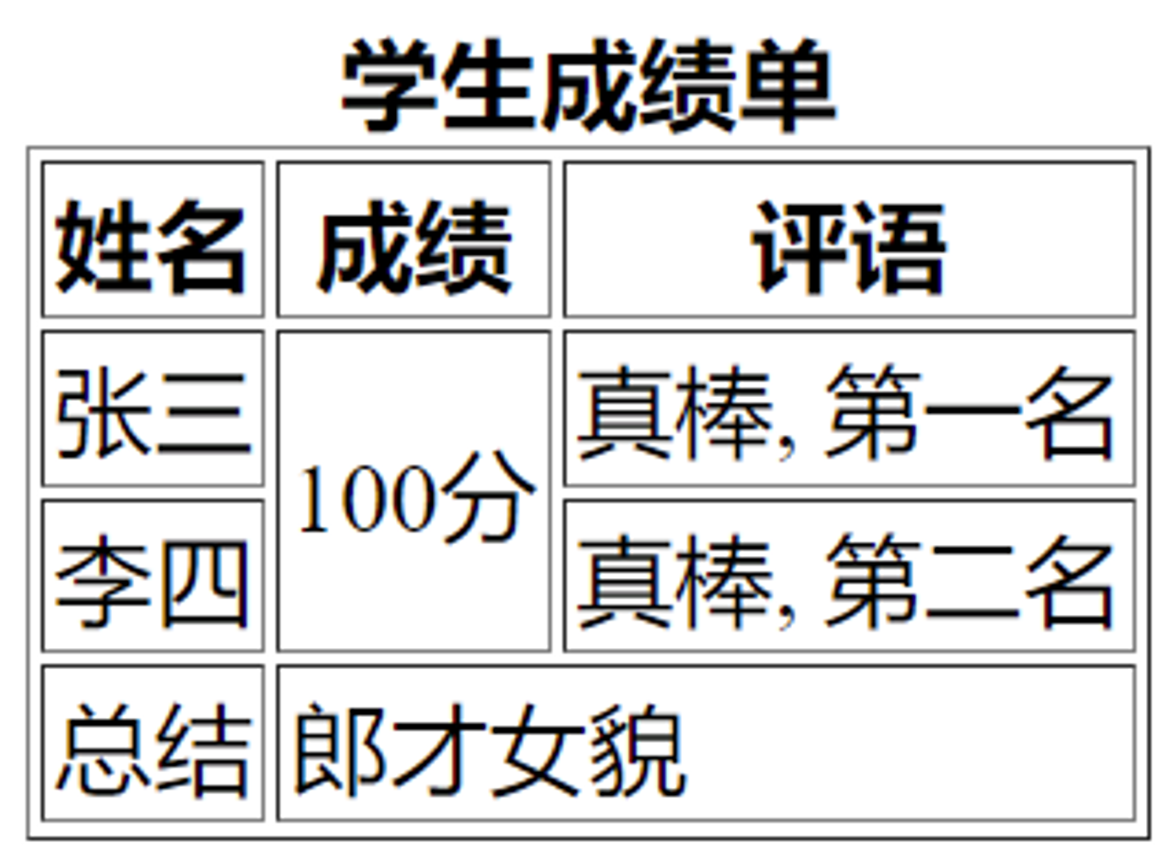 学生成绩单
姓名 成绩 评语
张三 100分 真棒, 第一名
李四 真棒, 第二名
总结 郎才女貌